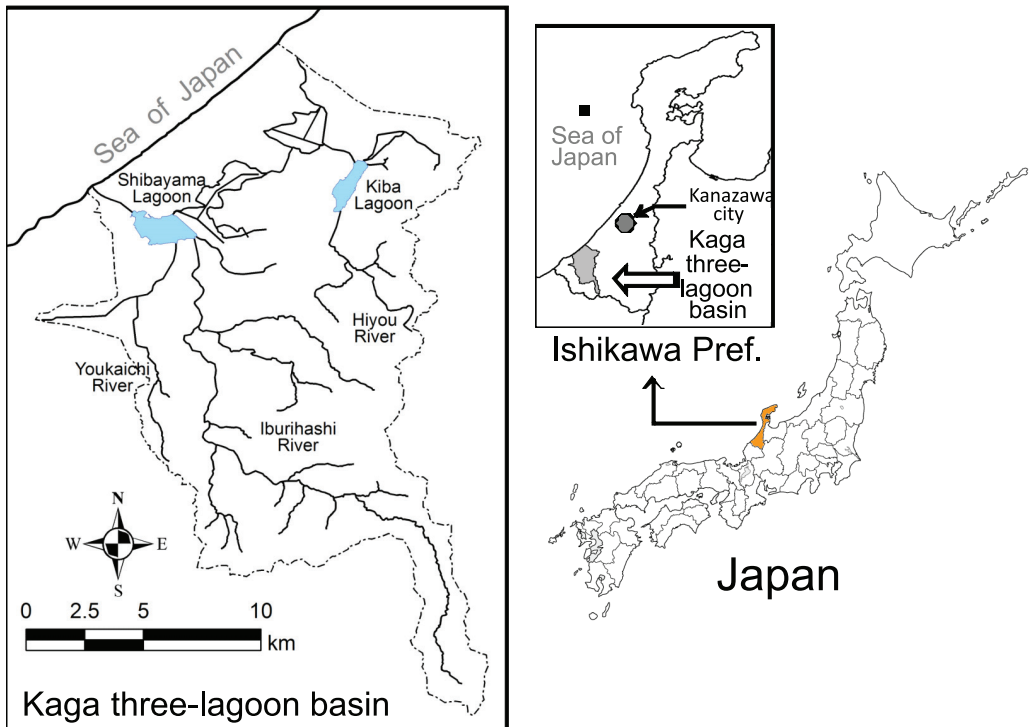 Sea of Japan
Shibayama
Lagoon
Kiba
Lagoon
Hiyou
River
Youkaichi
River
Iburihashi
River
N
W
E
S
0
2.5
5
10
km
Kaga three-lagoon basin
Sea of
Japan
Kanazawa
city
Kaga
three-
lagoon
basin
Ishikawa Pref.
Japan